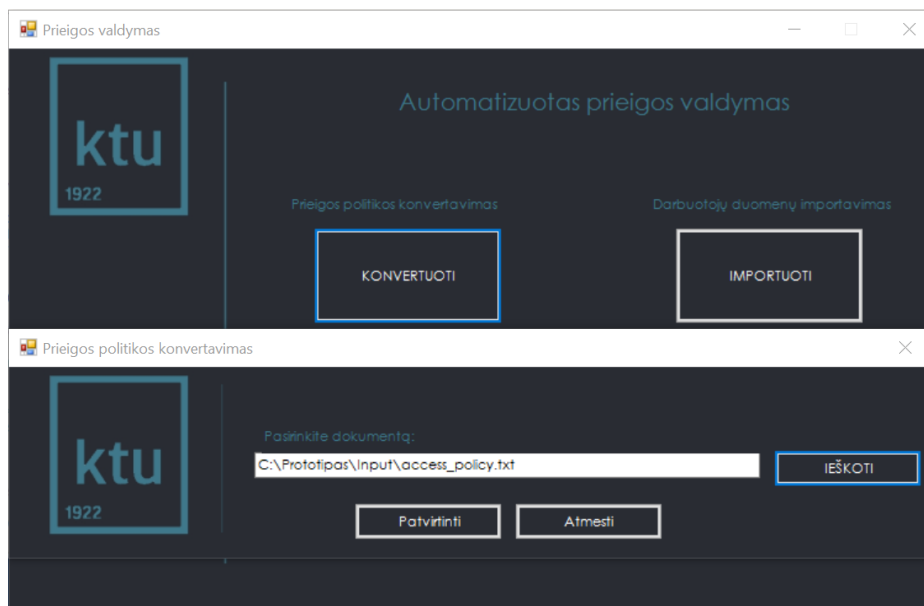 Prieigos valdymas
ktu
1922
Automatizuotas prieigos valdymas
Prieigos politikos konvertavimas
Darbuotojų duomenų importavimas
KONVERTUOTI
IMPORTUOTI
Prieigos politikos konvertavimas
ktu
1922
Pasirinkite dokumentą:
C:\Prototipas\Input\access_policy.txt
IEŠKOTI
Patvirtinti
Atmesti